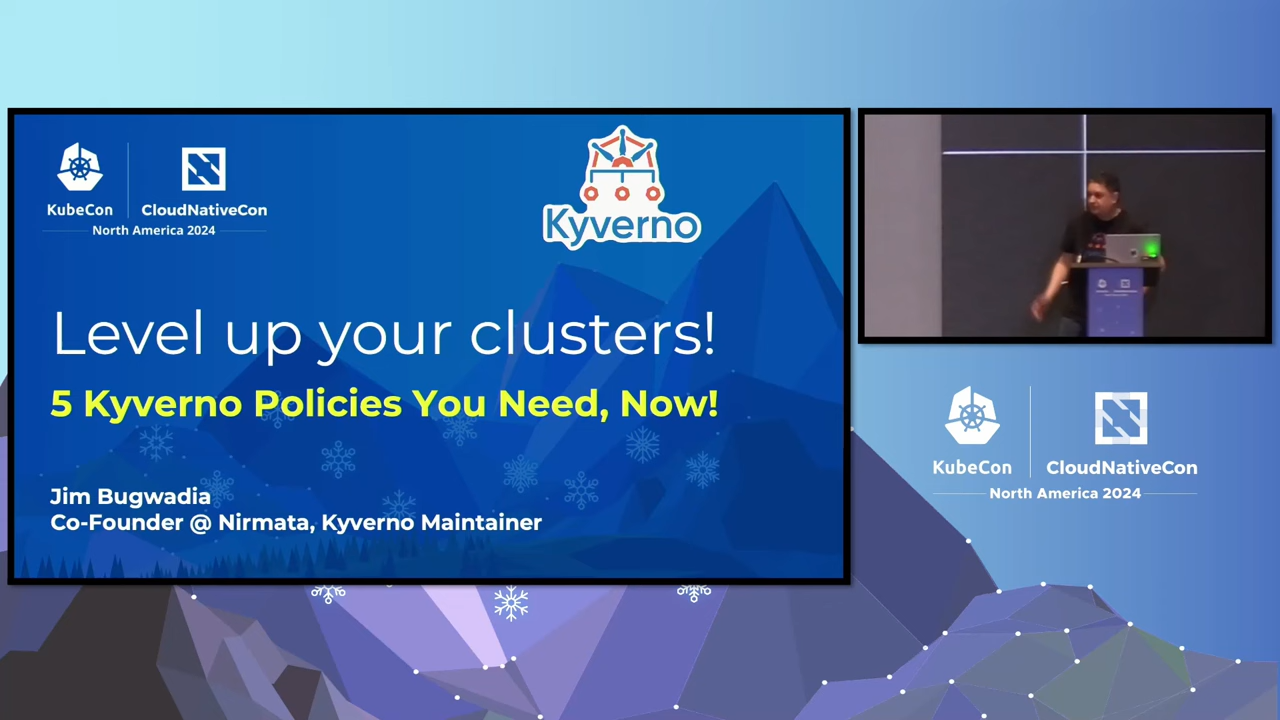 KubeCon
CloudNativeCon
North America 2024
Kyverno
Level up your clusters!
5 Kyverno Policies You Need, Now!
Jim Bugwadia
Co-Founder @ Nirmata, Kyverno Maintainer
KubeCon
CloudNativeCon
North America 2024